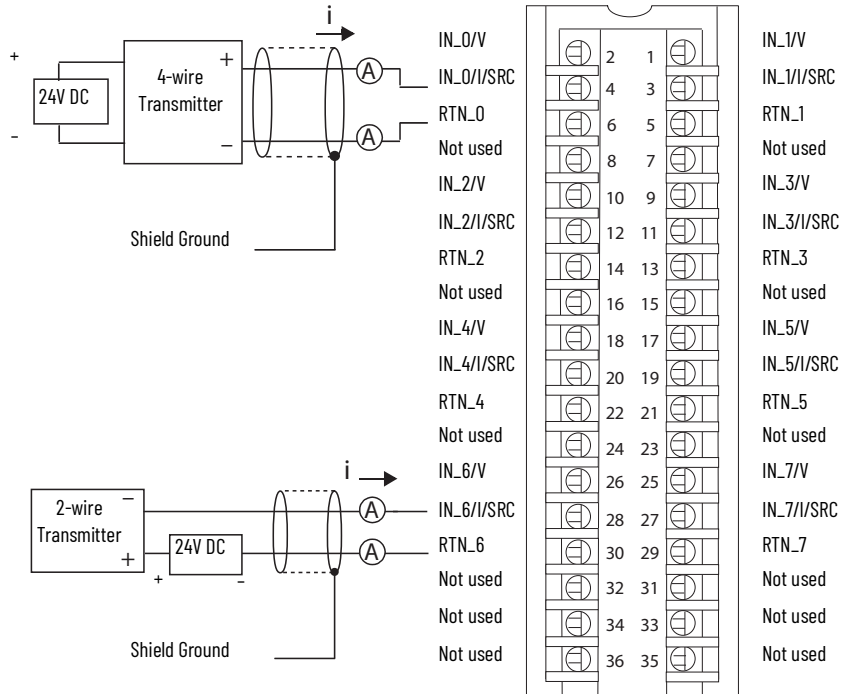 i
+
+
4-wire
Transmitter
24V DC
−
-
A
A
Shield Ground
IN_0/V
IN_0/I/SRC
RTN_0
Not used
IN_2/V
IN_2/I/SRC
RTN_2
Not used
IN_4/V
IN_4/I/SRC
RTN_4
Not used
IN_6/V
IN_6/I/SRC
RTN_6
Not used
Not used
Not used
i
2-wire
Transmitter
−
+
24V DC
+
-
A
A
Shield Ground
2 1
4 3
6 5
8 7
10 9
12 11
14 13
16 15
18 17
20 19
22 21
24 23
26 25
28 27
30 29
32 31
34 33
36 35
IN_1/V
IN_1/I/SRC
RTN_1
Not used
IN_3/V
IN_3/I/SRC
RTN_3
Not used
IN_5/V
IN_5/I/SRC
RTN_5
Not used
IN_7/V
IN_7/I/SRC
RTN_7
Not used
Not used
Not used